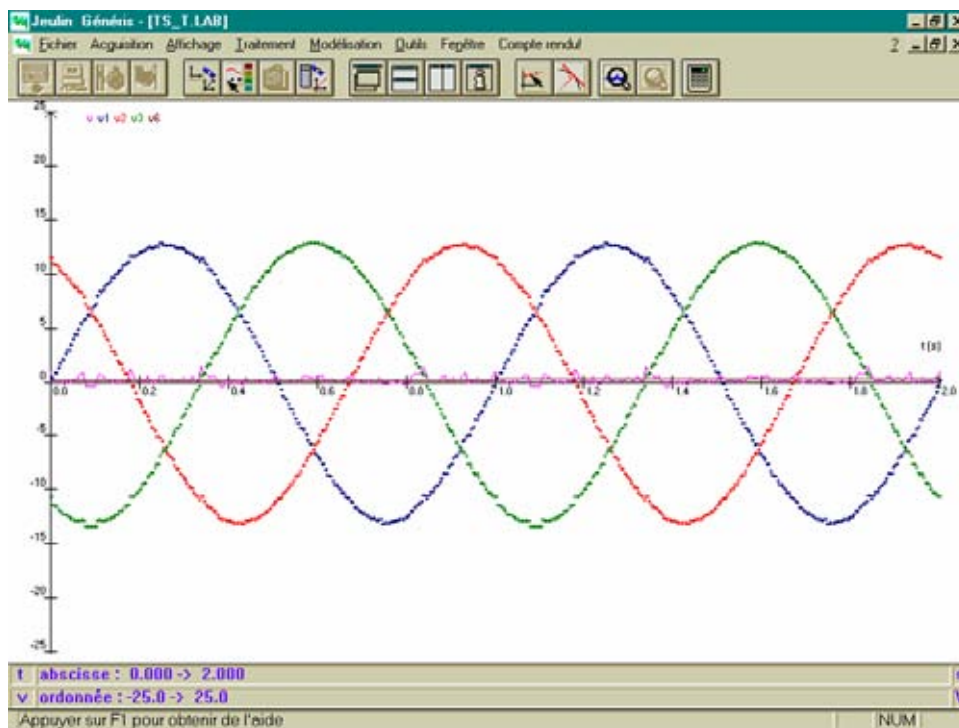 Jeulin Généris - [TS_T.LAB]
Fichier Acquisition Affichage Traitement Modélisation Outils Fenêtre Compte rendu! ?
25
v v1 v2 v3 v6
20
15
10
5
t(s)
0
0.0 0.2 0.4 0.6 0.8 1.0 1.2 1.4 1.6 1.8 2.0
-5
-10
-15
-20
-25
t abscisse : 0.000 -> 2.000
v ordonnée : -25.0 -> 25.0
Appuyer sur F1 pour obtenir de l'aide NUM